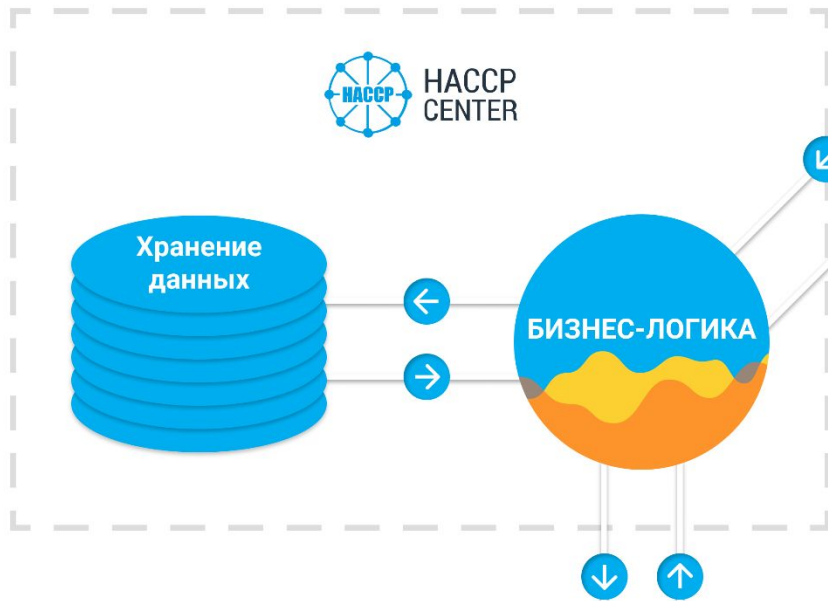 HACCP
HACCP
CENTER
Хранение
данных
БИЗНЕС-ЛОГИКА